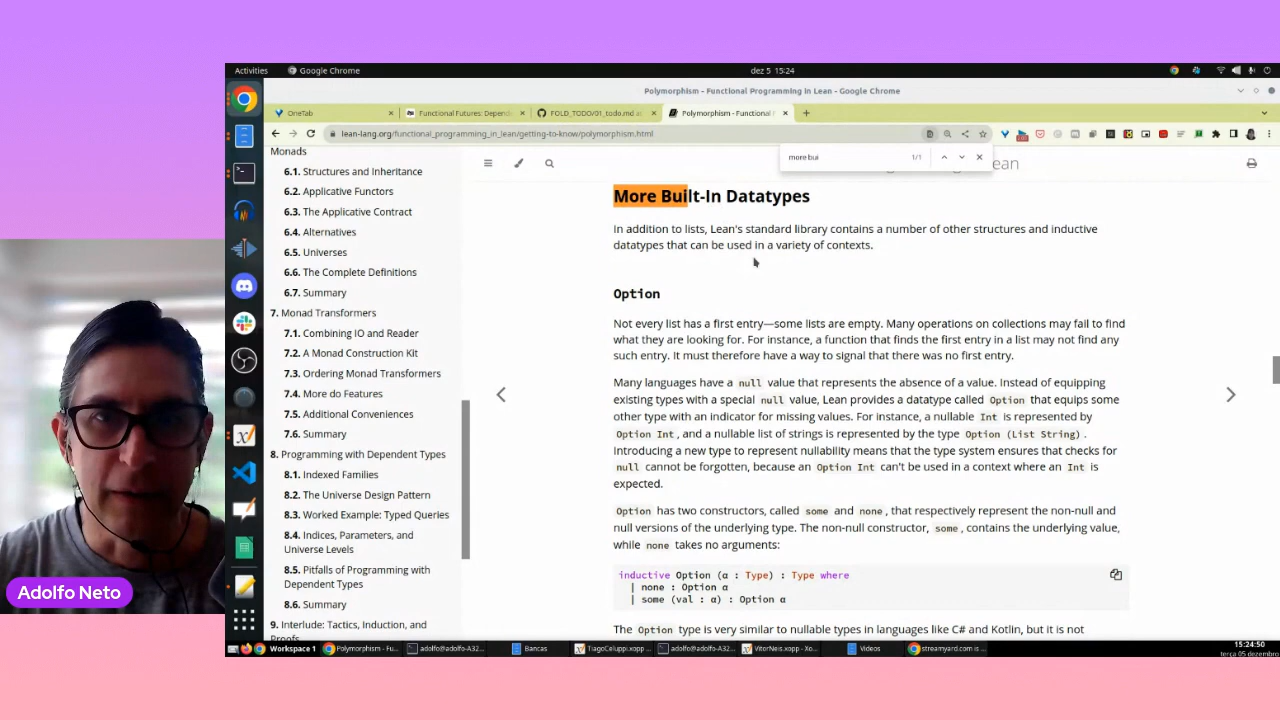 Activities
Google Chrome
dez 5 15:24
Polymorphism - Functional Programming in Lean - Google Chrome
OneTab
Functional Futures: Depend
FOLD_TODO/01_todo.md a
Polymorphism - Functional
lean-lang.org/functional_programming_in_lean/getting-to-know/polymorphism.html
more bui
1/1
ean
Monads
6.1. Structures and Inheritance
6.2. Applicative Functors
6.3. The Applicative Contract
6.4. Alternatives
6.5. Universes
6.6. The Complete Definitions
6.7. Summary
7. Monad Transformers
7.1. Combining IO and Reader
7.2. A Monad Construction Kit
7.3. Ordering Monad Transformers
7.4. More do Features
7.5. Additional Conveniences
7.6. Summary
8. Programming with Dependent Types
8.1. Indexed Families
8.2. The Universe Design Pattern
8.3. Worked Example: Typed Queries
8.4. Indices, Parameters, and
Universe Levels
8.5. Pitfalls of Programming with
Dependent Types
8.6. Summary
9. Interlude: Tactics, Induction, and
Proofs
More Built-In Datatypes
In addition to lists, Lean's standard library contains a number of other structures and inductive
datatypes that can be used in a variety of contexts.
Option
Not every list has a first entry—some lists are empty. Many operations on collections may fail to find
what they are looking for. For instance, a function that finds the first entry in a list may not find any
such entry. It must therefore have a way to signal that there was no first entry.
Many languages have a null value that represents the absence of a value. Instead of equipping
existing types with a special null value, Lean provides a datatype called Option that equips some
other type with an indicator for missing values. For instance, a nullable Int is represented by
Option Int, and a nullable list of strings is represented by the type Option (List String).
Introducing a new type to represent nullability means that the type system ensures that checks for
null cannot be forgotten, because an Option Int can't be used in a context where an Int is
expected.
Option has two constructors, called some and none, that respectively represent the non-null and
null versions of the underlying type. The non-null constructor, some, contains the underlying value,
while none takes no arguments:
inductive Option (α : Type) : Type where
| none : Option α
| some (val : α) : Option α
The Option type is very similar to nullable types in languages like C# and Kotlin, but it is not
Adolfo Neto
Workspace 1
Polymorphism - Fu...
adolfo@adolfo-A32...
Bancas
TiagoCeluppi.xopp ...
adolfo@adolfo-A32...
VitorNeis.xopp - Xo...
Videos
streamyard.com is ...
15:24:50
terça 05 dezembro